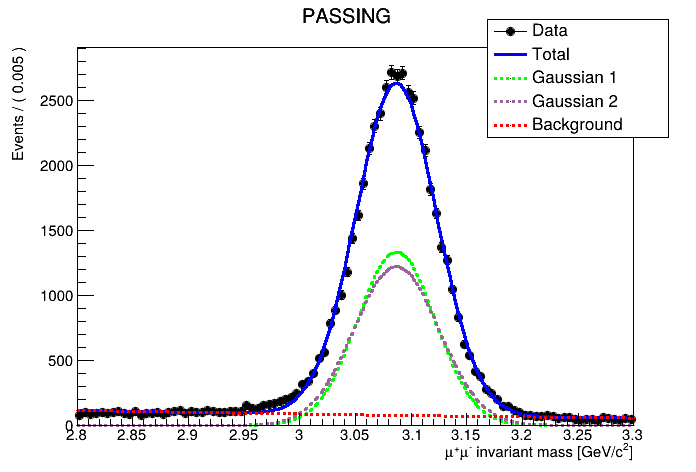 PASSING
Data
Total
Gaussian 1
Gaussian 2
Background
Events / ( 0.005 )
2500
2000
1500
1000
500
0
2.8 2.85 2.9 2.95 3 3.05 3.1 3.15 3.2 3.25 3.3
μ⁺μ⁻ invariant mass [GeV/c²]